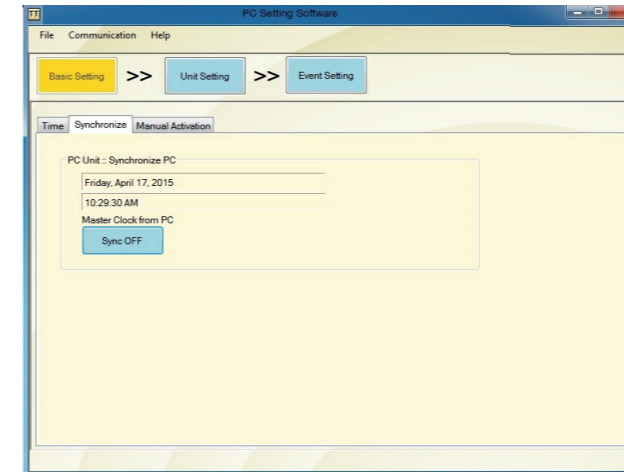 TT PC Setting Software
File Communication Help
Basic Setting >> Unit Setting >> Event Setting
Time Synchronize Manual Activation
PC Unit :: Synchronize PC
Friday, April 17, 2015
10:29:30 AM
Master Clock from PC
Sync OFF